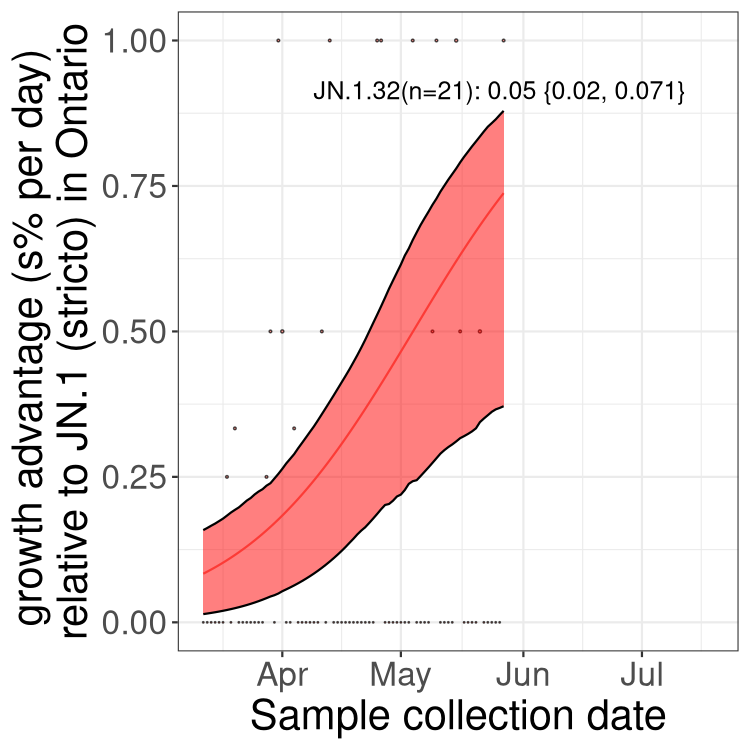 growth advantage (s% per day)
relative to JN.1 (stricto) in Ontario
1.00
0.75
0.50
0.25
0.00
JN.1.32(n=21): 0.05 {0.02, 0.071}
Apr May Jun Jul
Sample collection date